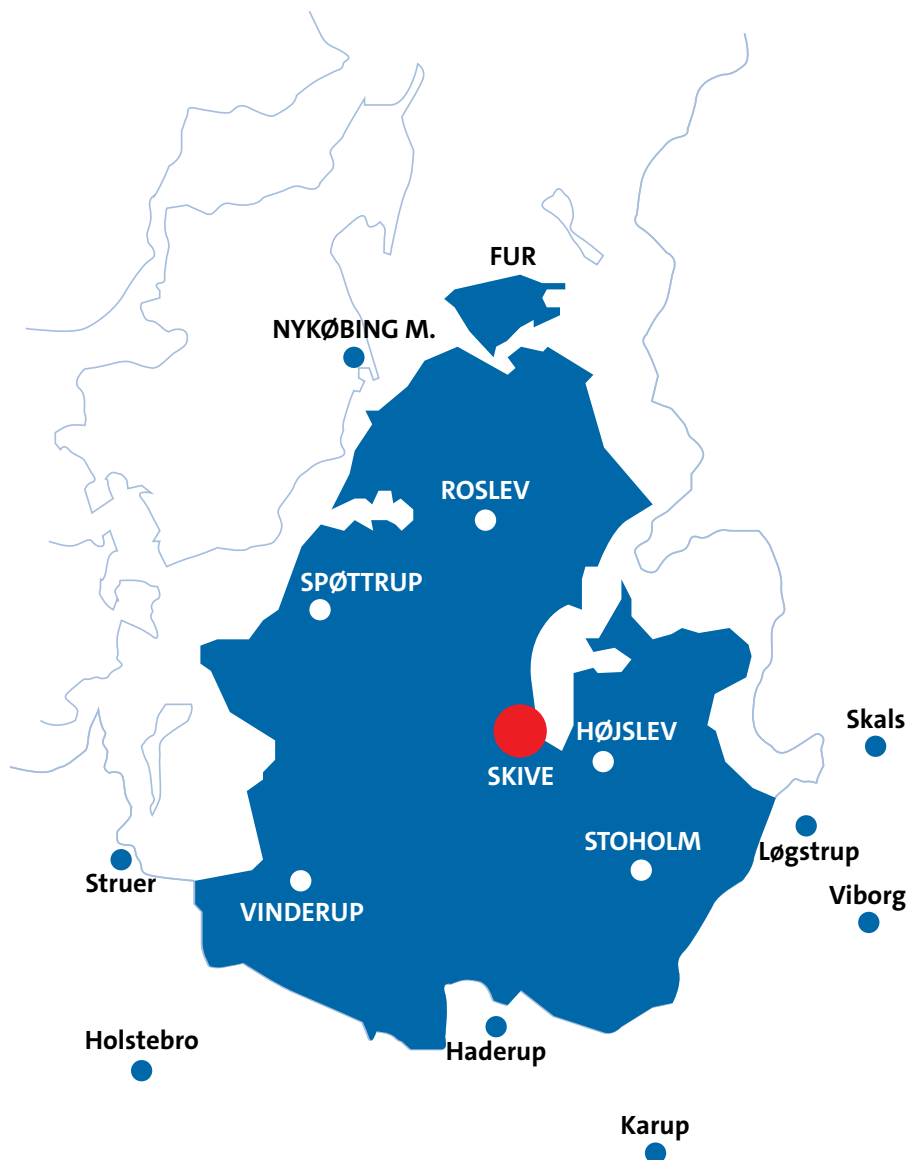 FUR
NYKØBING M.
ROSLEV
SPØTTRUP
Skals
HØJSLEV
SKIVE
STOHOLM
Løgstrup
Struer
Viborg
VINDERUP
Holstebro
Haderup
Karup